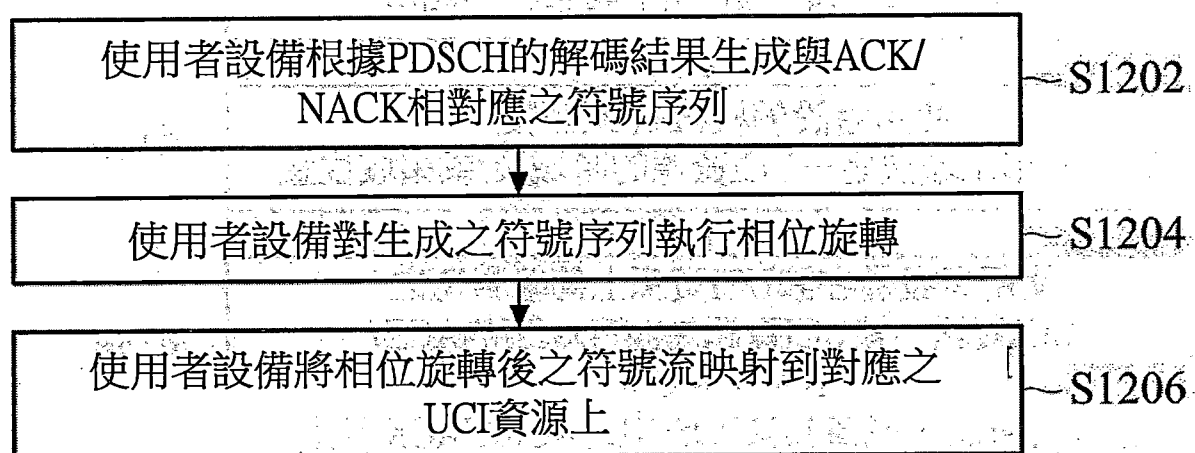 使用者設備根據PDSCH的解碼結果生成與ACK/
NACK相對應之符號序列
S1202
使用者設備對生成之符號序列執行相位旋轉
S1204
使用者設備將相位旋轉後之符號流映射到對應之
UCI資源上
S1206